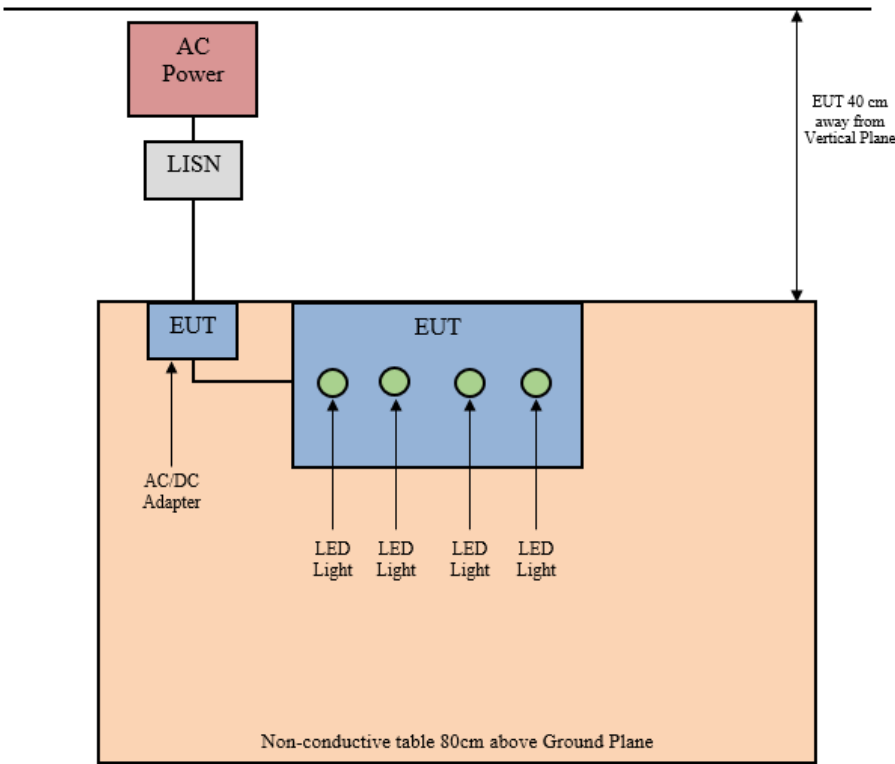 AC
Power
EUT 40 cm
away from
Vertical Plane
LISN
EUT
EUT
AC/DC
Adapter
LED
Light
LED
Light
LED
Light
LED
Light
Non-conductive table 80cm above Ground Plane